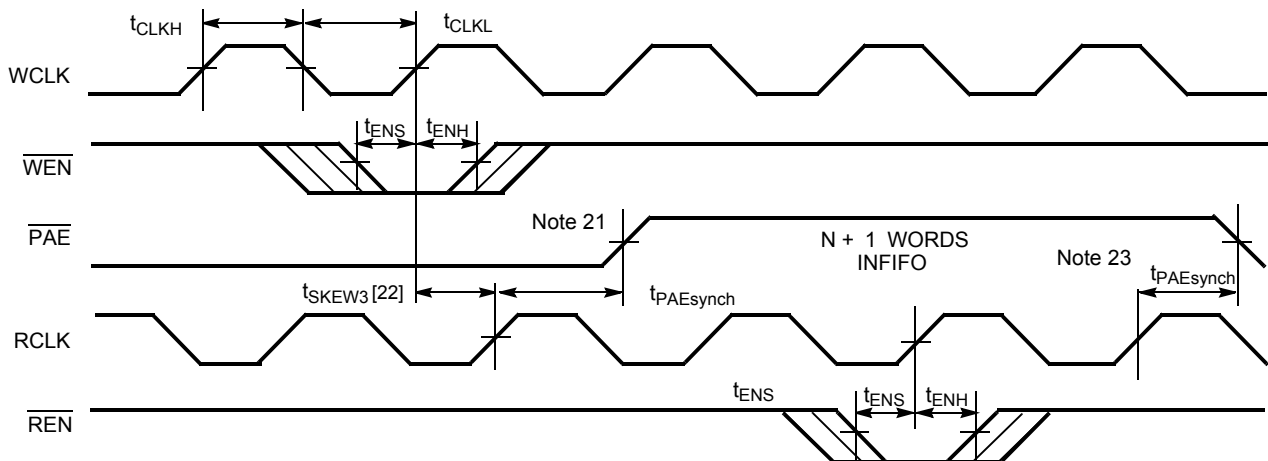 tCLKH
tCLKL
WCLK
tENS
tENH
WEN
Note 21
PAE
N + 1 WORDS
INFIFO
Note 23
tSKEW3 [22]
tPAEsynch
tPAEsynch
RCLK
tENS
tENS
tENH
REN